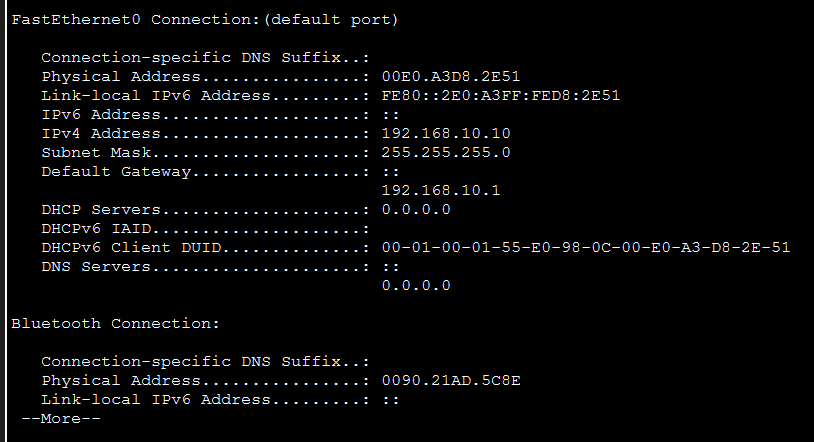 FastEthernet0 Connection:(default port)
Connection-specific DNS Suffix..:
Physical Address................: 00E0.A3D8.2E51
Link-local IPv6 Address.........: FE80::2E0:A3FF:FED8:2E51
IPv6 Address....................: ::
IPv4 Address....................: 192.168.10.10
Subnet Mask.....................: 255.255.255.0
Default Gateway.................: ::
192.168.10.1
DHCP Servers....................: 0.0.0.0
DHCPv6 IAID.....................:
DHCPv6 Client DUID..............: 00-01-00-01-55-E0-98-0C-00-E0-A3-D8-2E-51
DNS Servers.....................: ::
0.0.0.0
Bluetooth Connection:
Connection-specific DNS Suffix..:
Physical Address................: 0090.21AD.5C8E
Link-local IPv6 Address.........: ::
--More--